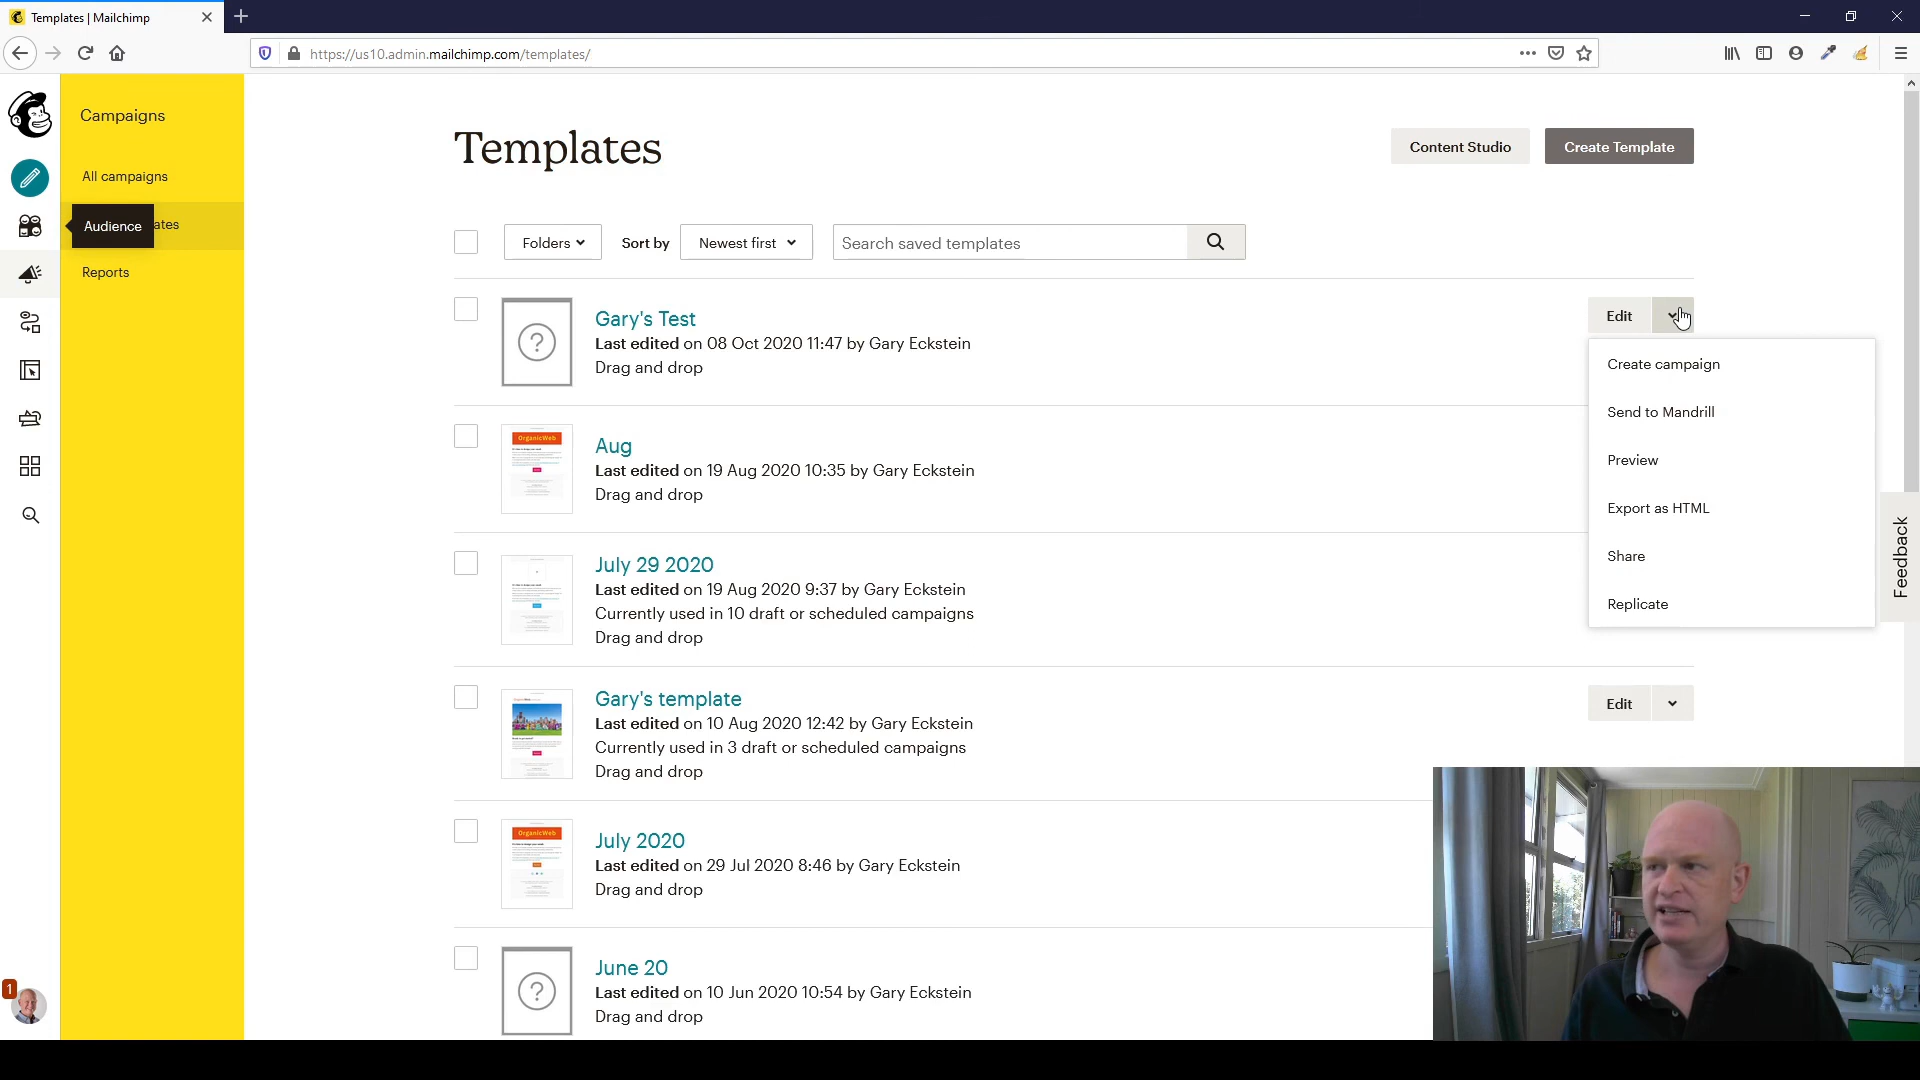 Templates | Mailchimp
https://us10.admin.mailchimp.com/templates/
Campaigns
All campaigns
Audience
ates
Reports
1
Templates
Content Studio
Create Template
Folders
Sort by
Newest first
Search saved templates
Gary's Test
Last edited on 08 Oct 2020 11:47 by Gary Eckstein
Drag and drop
Edit
Create campaign
Send to Mandrill
Preview
Export as HTML
Share
Replicate
Aug
Last edited on 19 Aug 2020 10:35 by Gary Eckstein
Drag and drop
July 29 2020
Last edited on 19 Aug 2020 9:37 by Gary Eckstein
Currently used in 10 draft or scheduled campaigns
Drag and drop
Gary's template
Last edited on 10 Aug 2020 12:42 by Gary Eckstein
Currently used in 3 draft or scheduled campaigns
Drag and drop
Edit
July 2020
Last edited on 29 Jul 2020 8:46 by Gary Eckstein
Drag and drop
June 20
Last edited on 10 Jun 2020 10:54 by Gary Eckstein
Drag and drop
Feedback
OrganicWeb
OrganicWeb